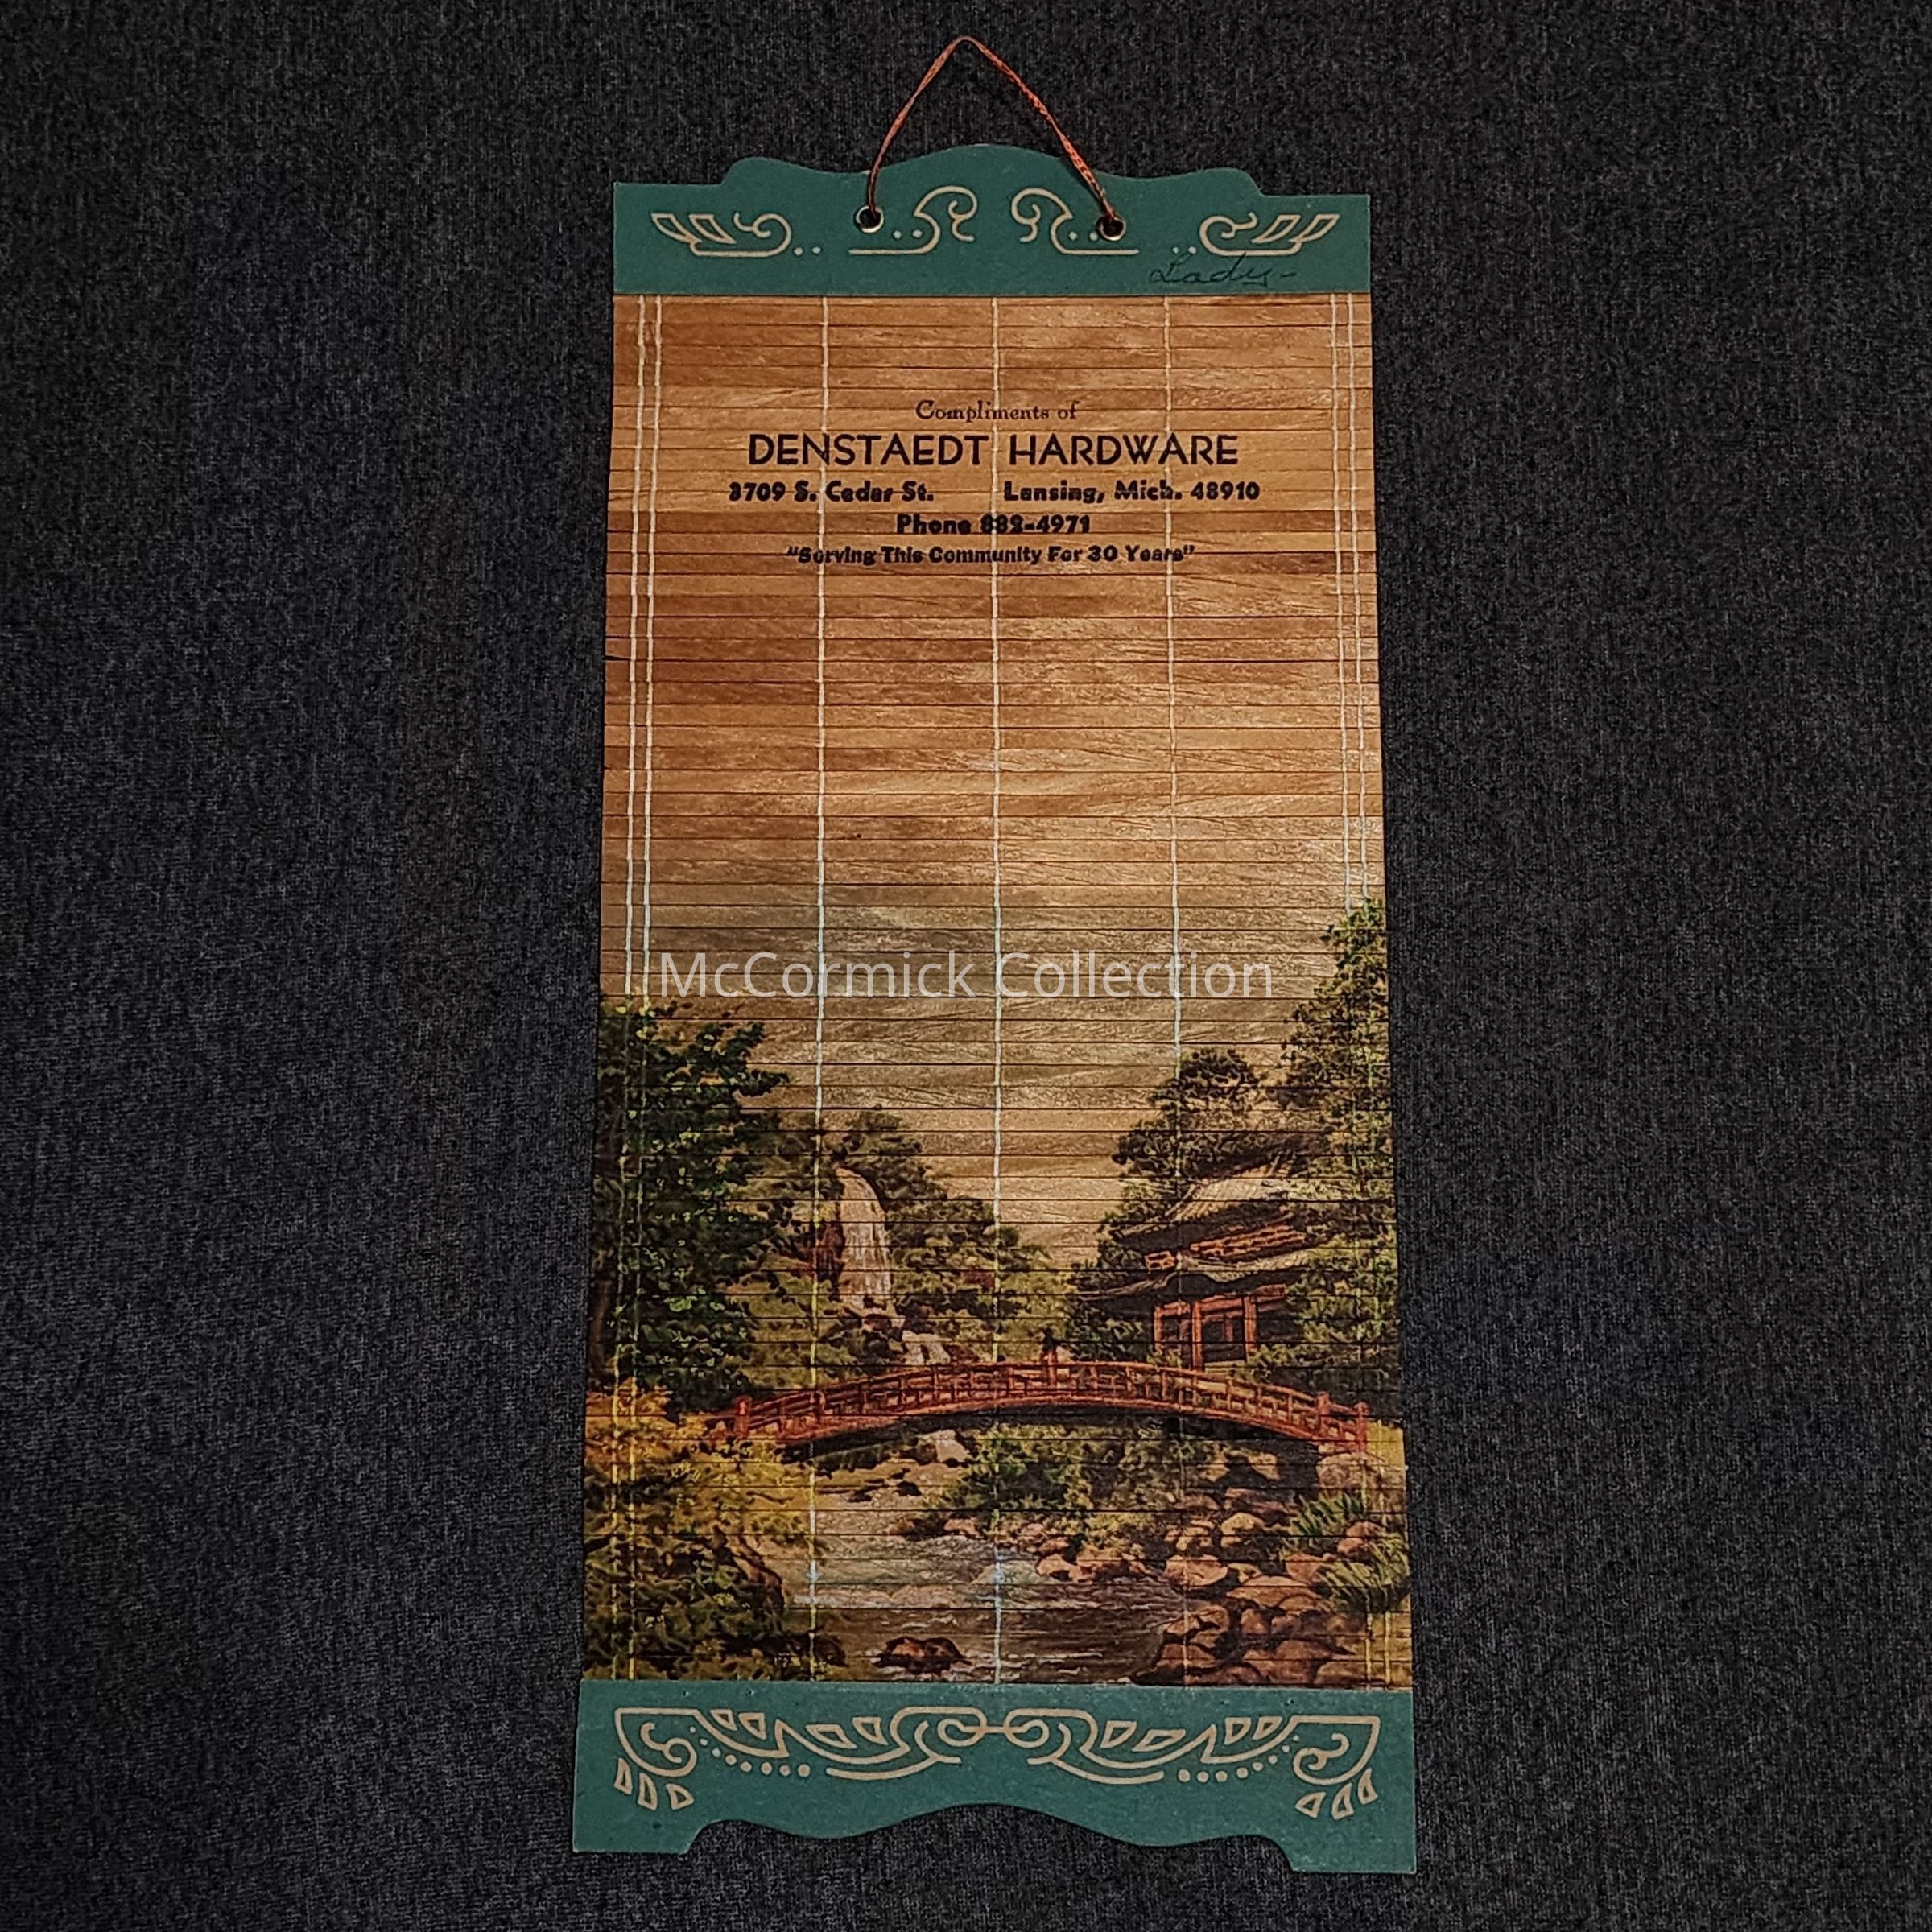 Lady-
Compliments of
DENSTAEDT HARDWARE
3709 S. Cedar St. Lansing, Mich. 48910
Phone 882-4971
"Serving This Community For 30 Years"
McCormick Collection